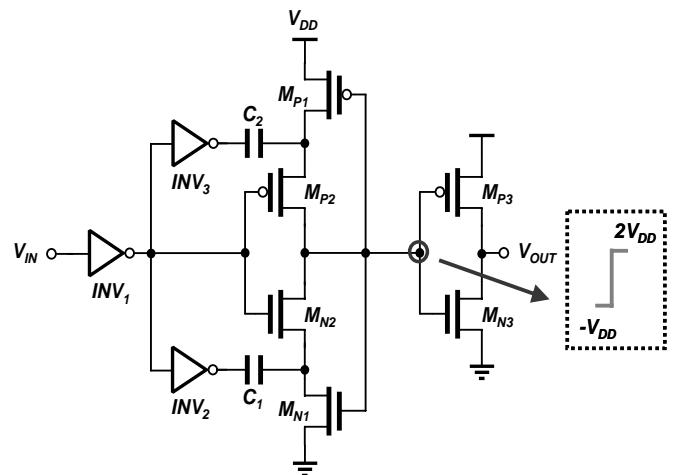 V_DD
M_P1
C_2
INV_3
M_P2
M_P3
V_IN
INV_1
V_OUT
2V_DD
-V_DD
M_N2
M_N3
INV_2
C_1
M_N1